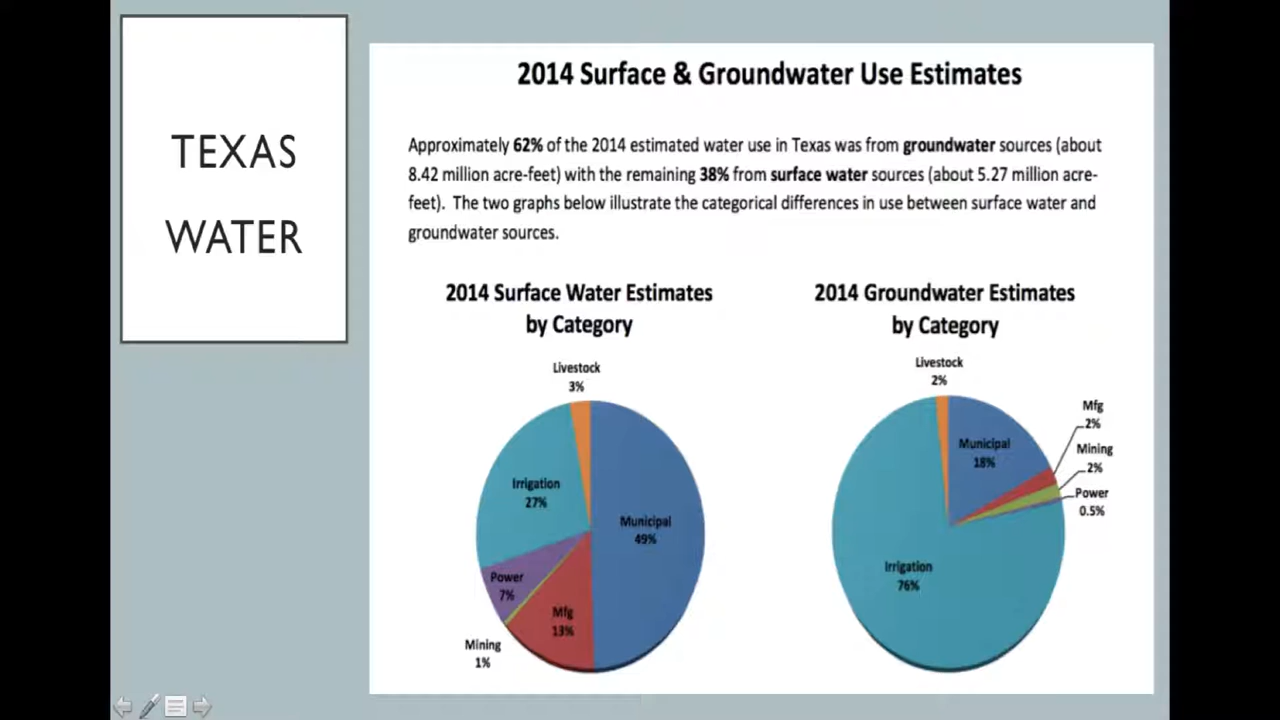 TEXAS
WATER
2014 Surface & Groundwater Use Estimates
Approximately 62% of the 2014 estimated water use in Texas was from groundwater sources (about
8.42 million acre-feet) with the remaining 38% from surface water sources (about 5.27 million acre-
feet). The two graphs below illustrate the categorical differences in use between surface water and
groundwater sources.
2014 Surface Water Estimates
by Category
Livestock
3%
Irrigation
27%
Municipal
49%
Power
7%
Mfg
13%
Mining
1%
2014 Groundwater Estimates
by Category
Livestock
2%
Mfg
2%
Municipal
18%
Mining
2%
Power
0.5%
Irrigation
76%